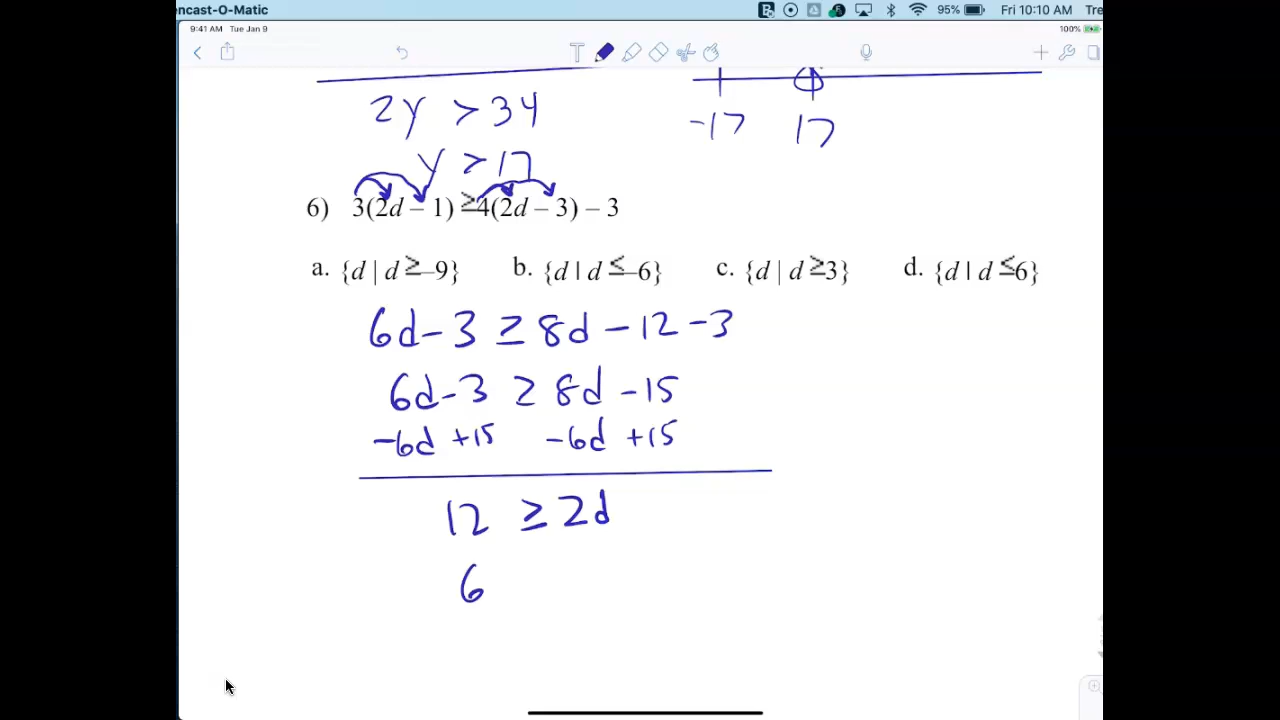 encast-O-Matic 95% Fri 10:10 AM Tre
9:41 AM Tue Jan 9 100%
2y > 34
-17 17
y > 17
6) 3(2d – 1) ≥ 4(2d – 3) – 3
a. {d | d ≥ –9} b. {d | d ≤ –6} c. {d | d ≥ 3} d. {d | d ≤ 6}
6d - 3 ≥ 8d - 12 - 3
6d - 3 ≥ 8d - 15
-6d +15 -6d +15
12 ≥ 2d
6